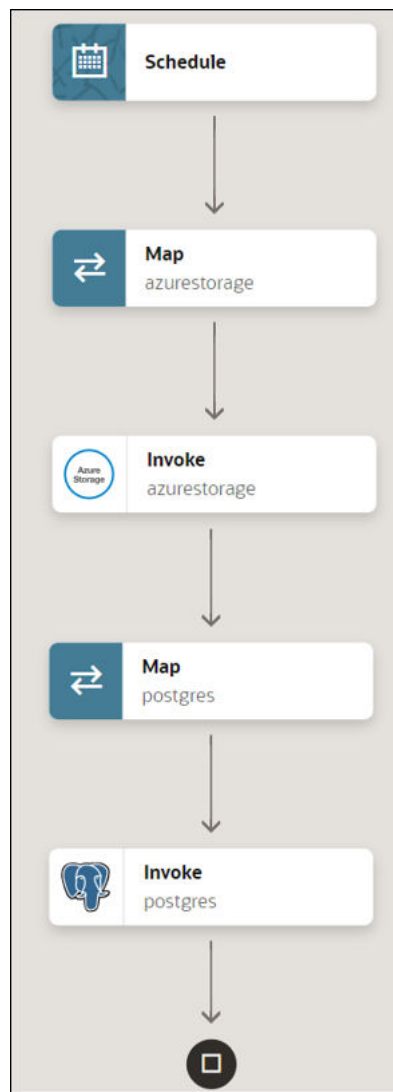 Schedule
Map
azurestorage
Azure
Storage
Invoke
azurestorage
Map
postgres
Invoke
postgres